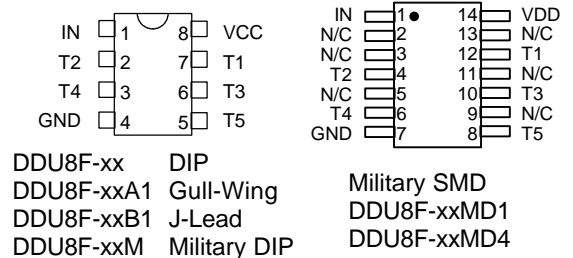 IN 1 8 VCC
T2 2 7 T1
T4 3 6 T3
GND 4 5 T5
DDU8F-xx DIP
DDU8F-xxA1 Gull-Wing
DDU8F-xxB1 J-Lead
DDU8F-xxM Military DIP
IN 1 14 VDD
N/C 2 13 N/C
N/C 3 12 T1
T2 4 11 N/C
N/C 5 10 T3
T4 6 9 N/C
GND 7 8 T5
Military SMD
DDU8F-xxMD1
DDU8F-xxMD4